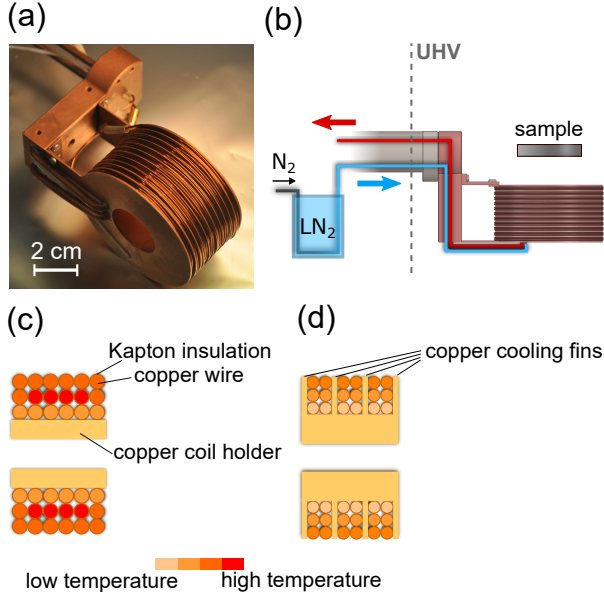 (a)
2 cm
(b)
UHV
sample
N₂
LN₂
(c)
Kapton insulation
copper wire
copper coil holder
(d)
copper cooling fins
low temperature
high temperature